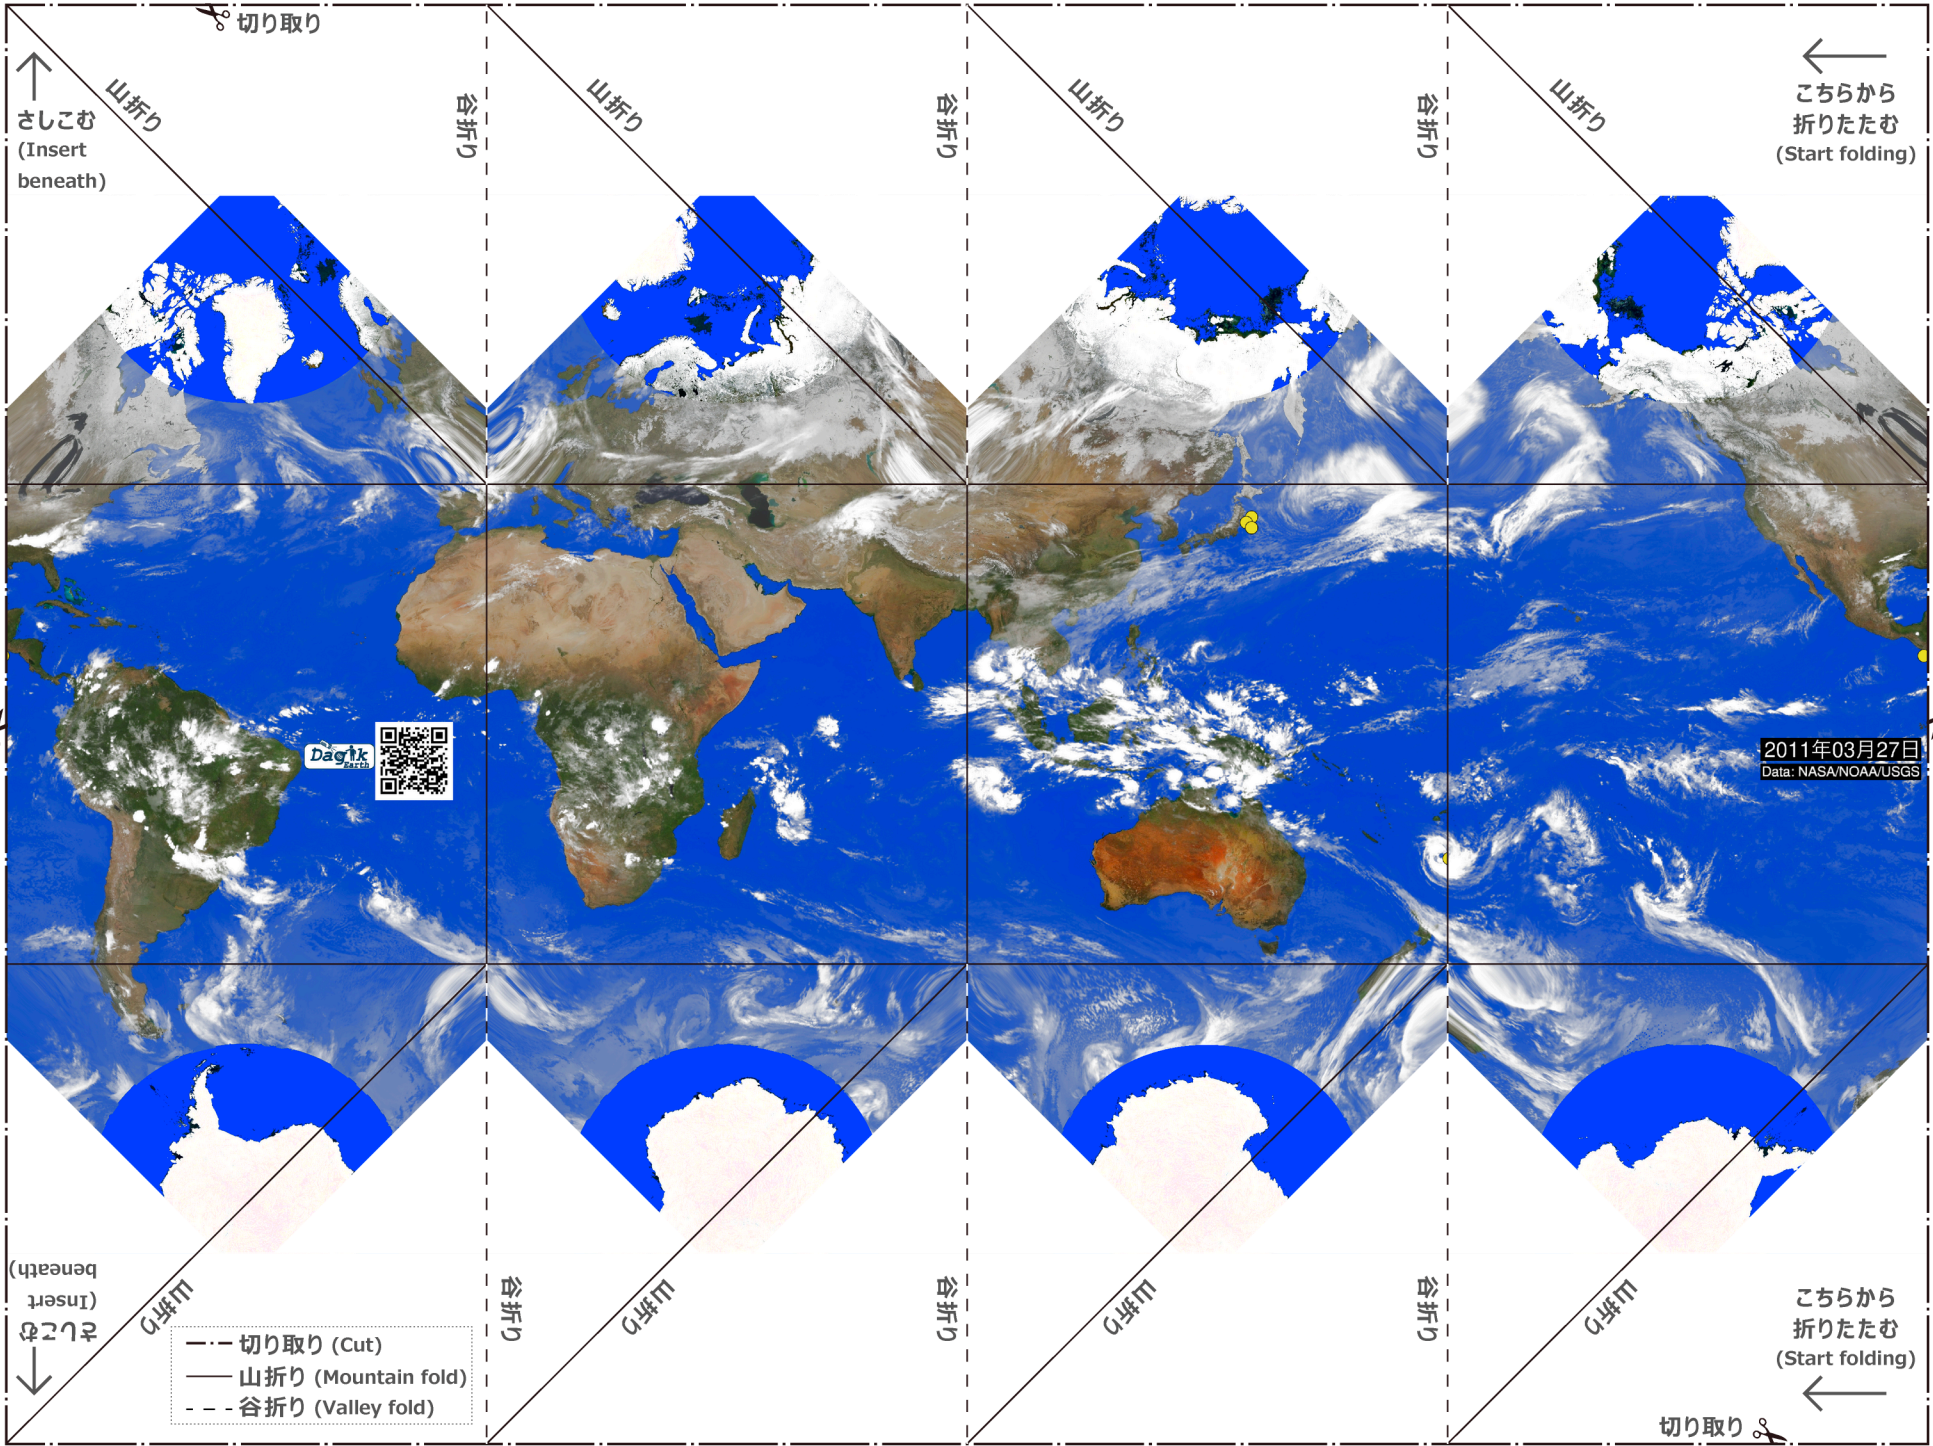 切り取り
山折り
山折り
山折り
山折り
谷折り
谷折り
谷折り
さしこむ
(Insert
beneath)
こちらから
折りたたむ
(Start folding)
Dagik
Earth
2011年03月27日
Data: NASA/NOAA/USGS
さしこむ
(Insert
beneath)
山折り
山折り
山折り
山折り
谷折り
谷折り
谷折り
切り取り (Cut)
山折り (Mountain fold)
谷折り (Valley fold)
こちらから
折りたたむ
(Start folding)
切り取り